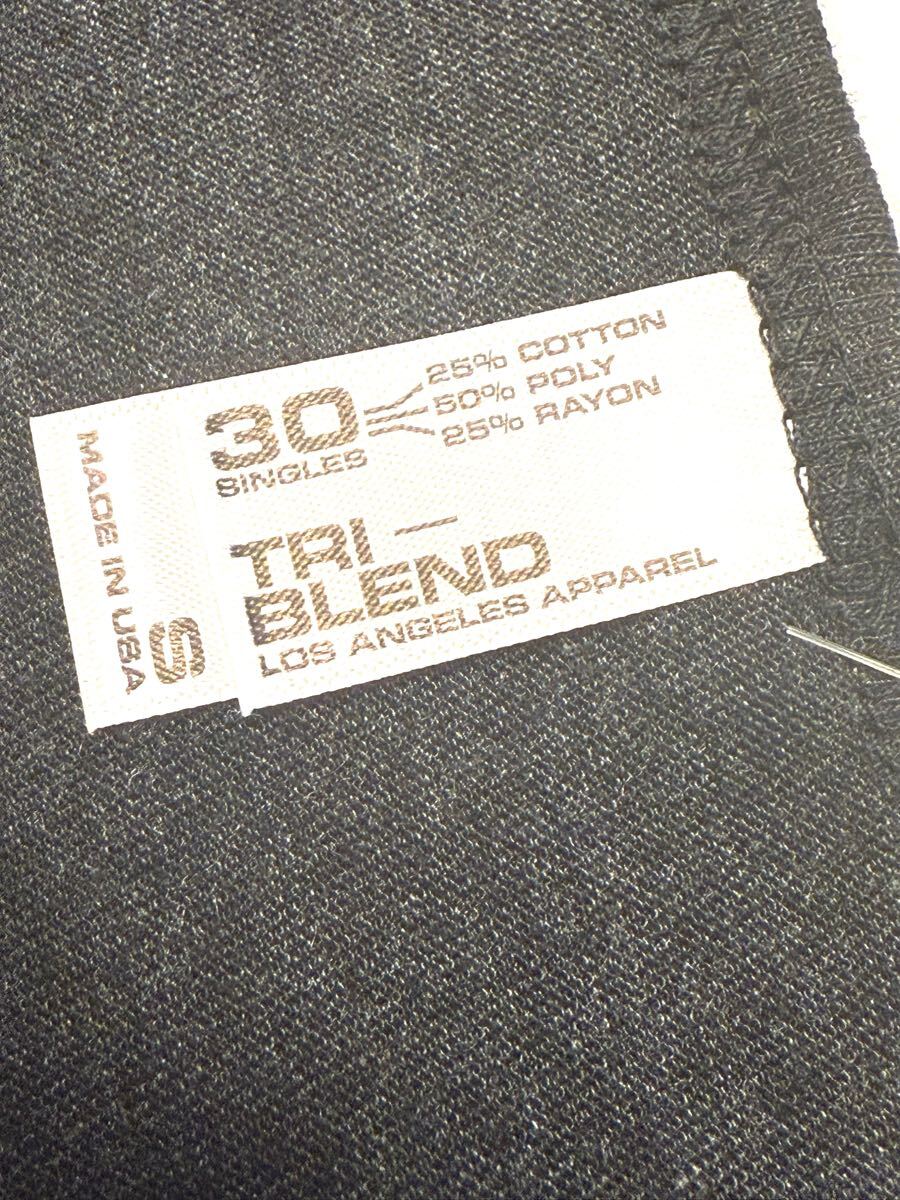 30
SINGLES
25% COTTON
50% POLY
25% RAYON
TRI —
BLEND
LOS ANGELES APPAREL
MADE IN USA
S